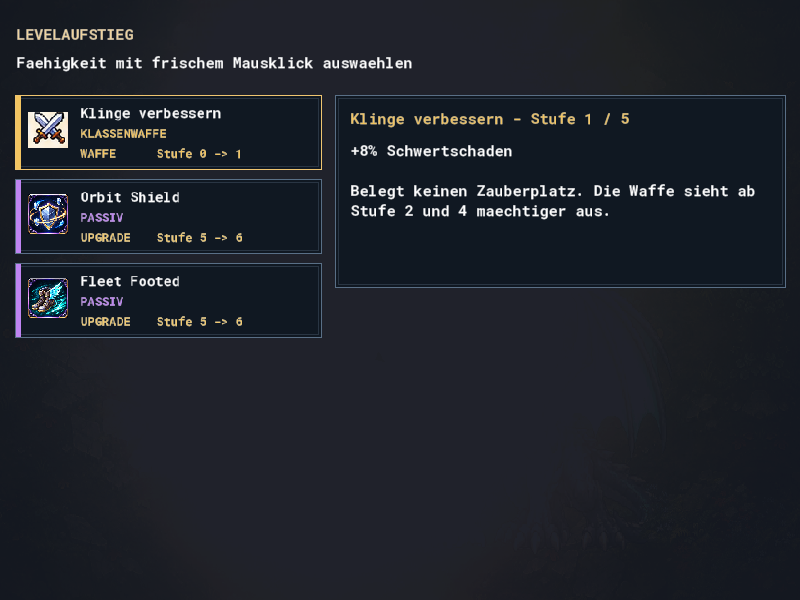 LEVELAUFSTIEG
Faehigkeit mit frischem Mausklick auswaehlen
Klinge verbessern
KLASSENWAFFE
WAFFE Stufe 0 -> 1
Orbit Shield
PASSIV
UPGRADE Stufe 5 -> 6
Fleet Footed
PASSIV
UPGRADE Stufe 5 -> 6
Klinge verbessern - Stufe 1 / 5
+8% Schwertschaden
Belegt keinen Zauberplatz. Die Waffe sieht ab
Stufe 2 und 4 maechtiger aus.